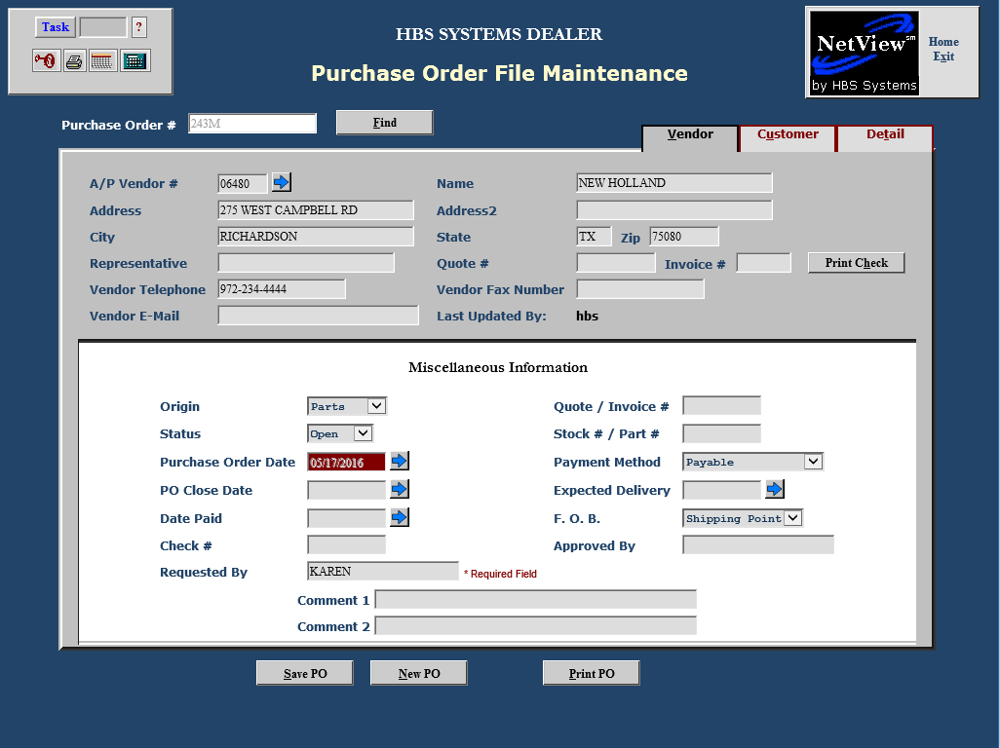 Task ?
HBS SYSTEMS DEALER
Purchase Order File Maintenance
NetView sm
by HBS Systems
Home
Exit
Purchase Order # 243M Find
Vendor Customer Detail
A/P Vendor # 06480 Name NEW HOLLAND
Address 275 WEST CAMPBELL RD Address2
City RICHARDSON State TX Zip 75080
Representative Quote # Invoice # Print Check
Vendor Telephone 972-234-4444 Vendor Fax Number
Vendor E-Mail Last Updated By: hbs
Miscellaneous Information
Origin Parts Quote / Invoice #
Status Open Stock # / Part #
Purchase Order Date 05/17/2016 Payment Method Payable
PO Close Date Expected Delivery
Date Paid F. O. B. Shipping Point
Check # Approved By
Requested By KAREN * Required Field
Comment 1
Comment 2
Save PO New PO Print PO